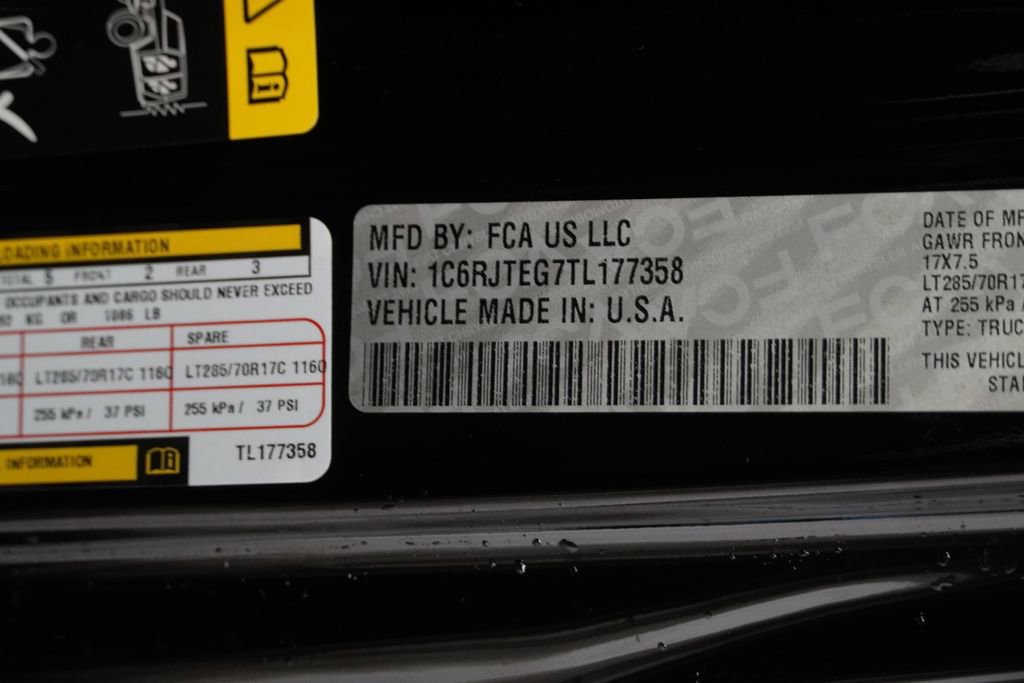 LOADING INFORMATION
TOTAL 5 FRONT 2 REAR 3
OCCUPANTS AND CARGO SHOULD NEVER EXCEED
KG OR 1086 LB
REAR SPARE
LT285/70R17C 116Q LT285/70R17C 116Q
255 kPa / 37 PSI 255 kPa / 37 PSI
INFORMATION
TL177358
MFD BY: FCA US LLC
VIN: 1C6RJTEG7TL177358
VEHICLE MADE IN: U.S.A.
DATE OF MF
GAWR FRON
17X7.5
LT285/70R17
AT 255 kPa
TYPE: TRUC
THIS VEHICL
STA